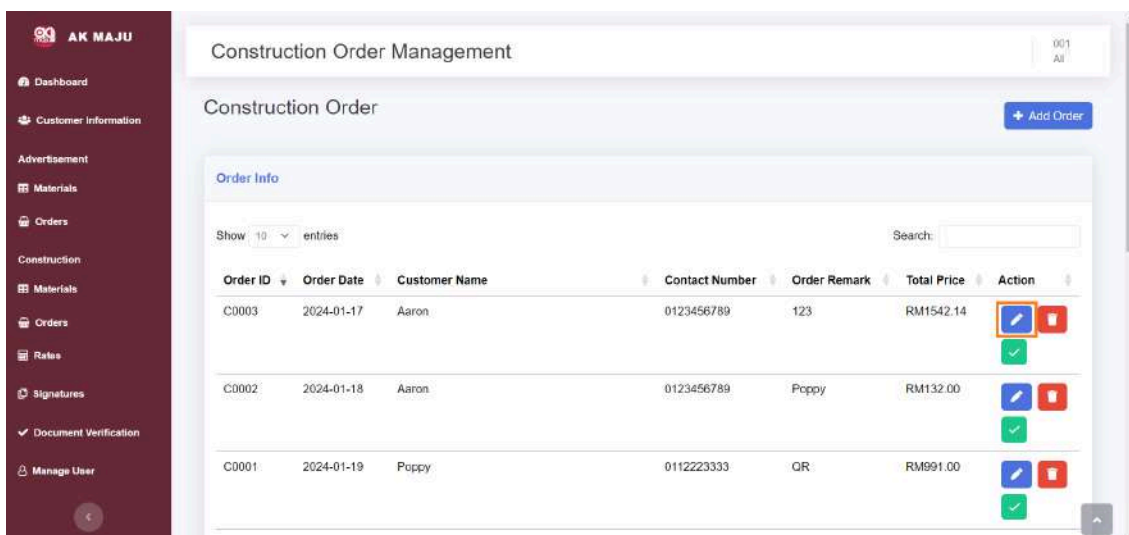 AK MAJU
Dashboard
Customer Information
Advertisement
Materials
Orders
Construction
Materials
Orders
Rates
Signatures
Document Verification
Manage User
Construction Order Management
001
All
Construction Order
+ Add Order
Order Info
Show 10 entries
Search:
Order ID Order Date Customer Name Contact Number Order Remark Total Price Action
C0003 2024-01-17 Aaron 0123456789 123 RM1542.14
C0002 2024-01-18 Aaron 0123456789 Poppy RM132.00
C0001 2024-01-19 Poppy 0112223333 QR RM991.00